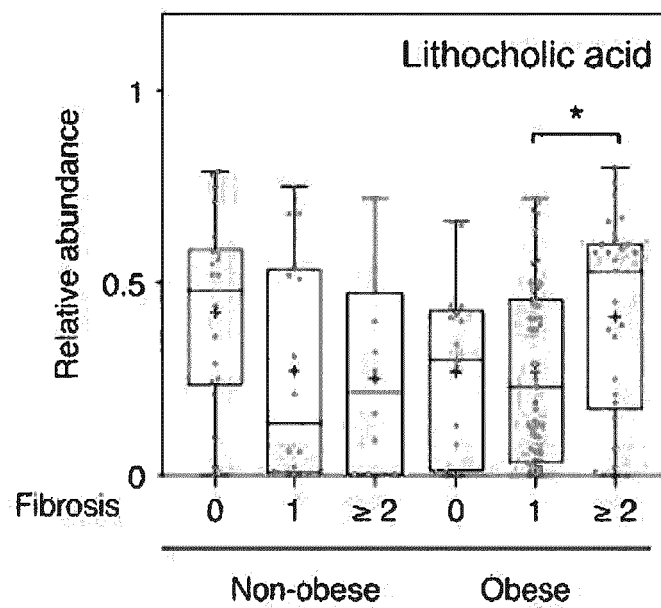 Lithocholic acid
1
*
Relative abundance
0.5
0
Fibrosis 0 1 ≥ 2 0 1 ≥ 2
Non-obese Obese